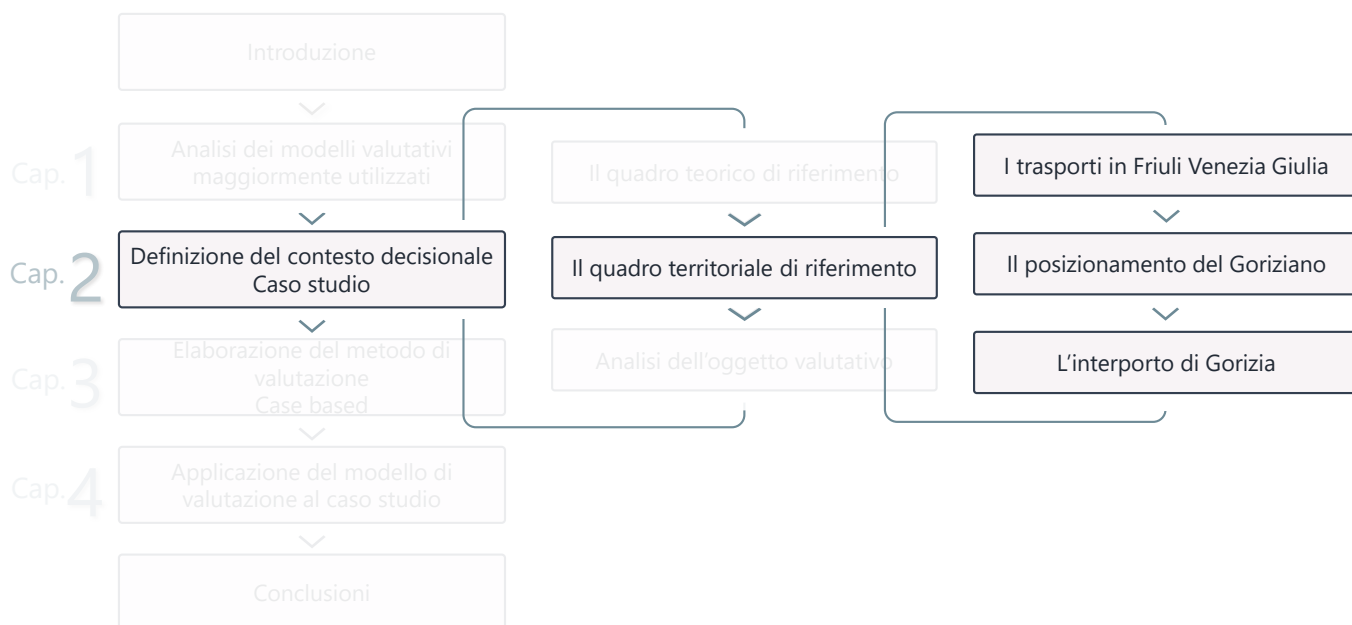 Introduzione
Cap. 1
Analisi dei modelli valutativi
maggiormente utilizzati
Cap. 2
Definizione del contesto decisionale
Caso studio
Cap. 3
Elaborazione del metodo di
valutazione
Case based
Cap. 4
Applicazione del modello di
valutazione al caso studio
Conclusioni
Il quadro teorico di riferimento
Il quadro territoriale di riferimento
Analisi dell'oggetto valutativo
I trasporti in Friuli Venezia Giulia
Il posizionamento del Goriziano
L'interporto di Gorizia